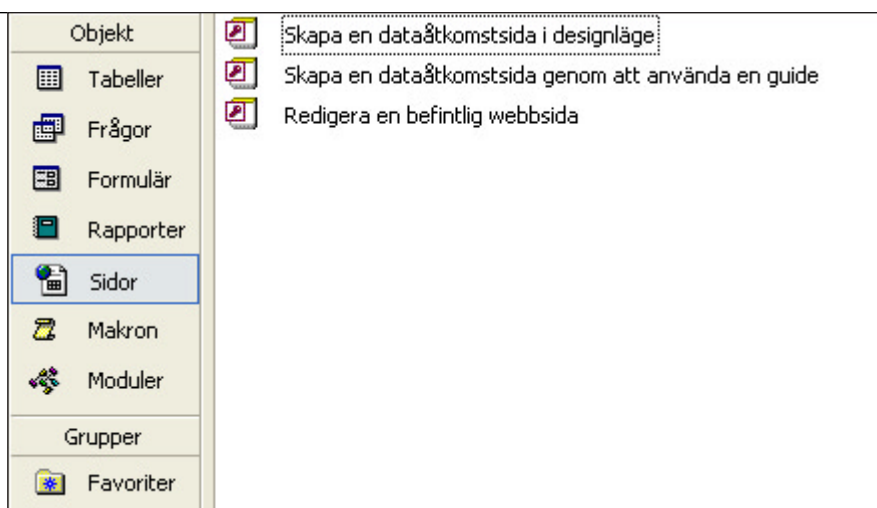 Objekt
Tabeller
Frågor
Formulär
Rapporter
Sidor
Makron
Moduler
Grupper
Favoriter
Skapa en dataåtkomstsida i designläge
Skapa en dataåtkomstsida genom att använda en guide
Redigera en befintlig webbsida